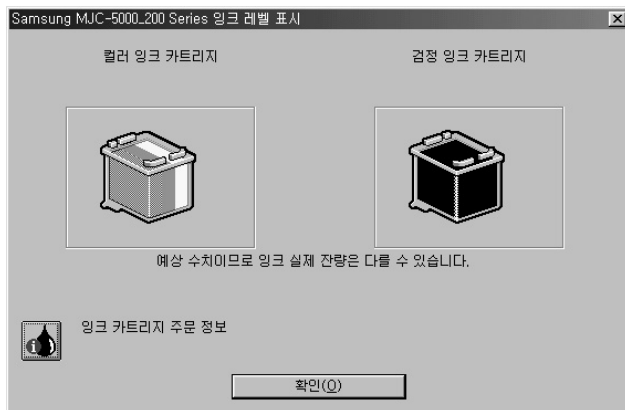 Samsung MJC-5000_200 Series 잉크 레벨 표시
컬러 잉크 카트리지
검정 잉크 카트리지
예상 수치이므로 잉크 실제 잔량은 다를 수 있습니다.
잉크 카트리지 주문 정보
확인(O)